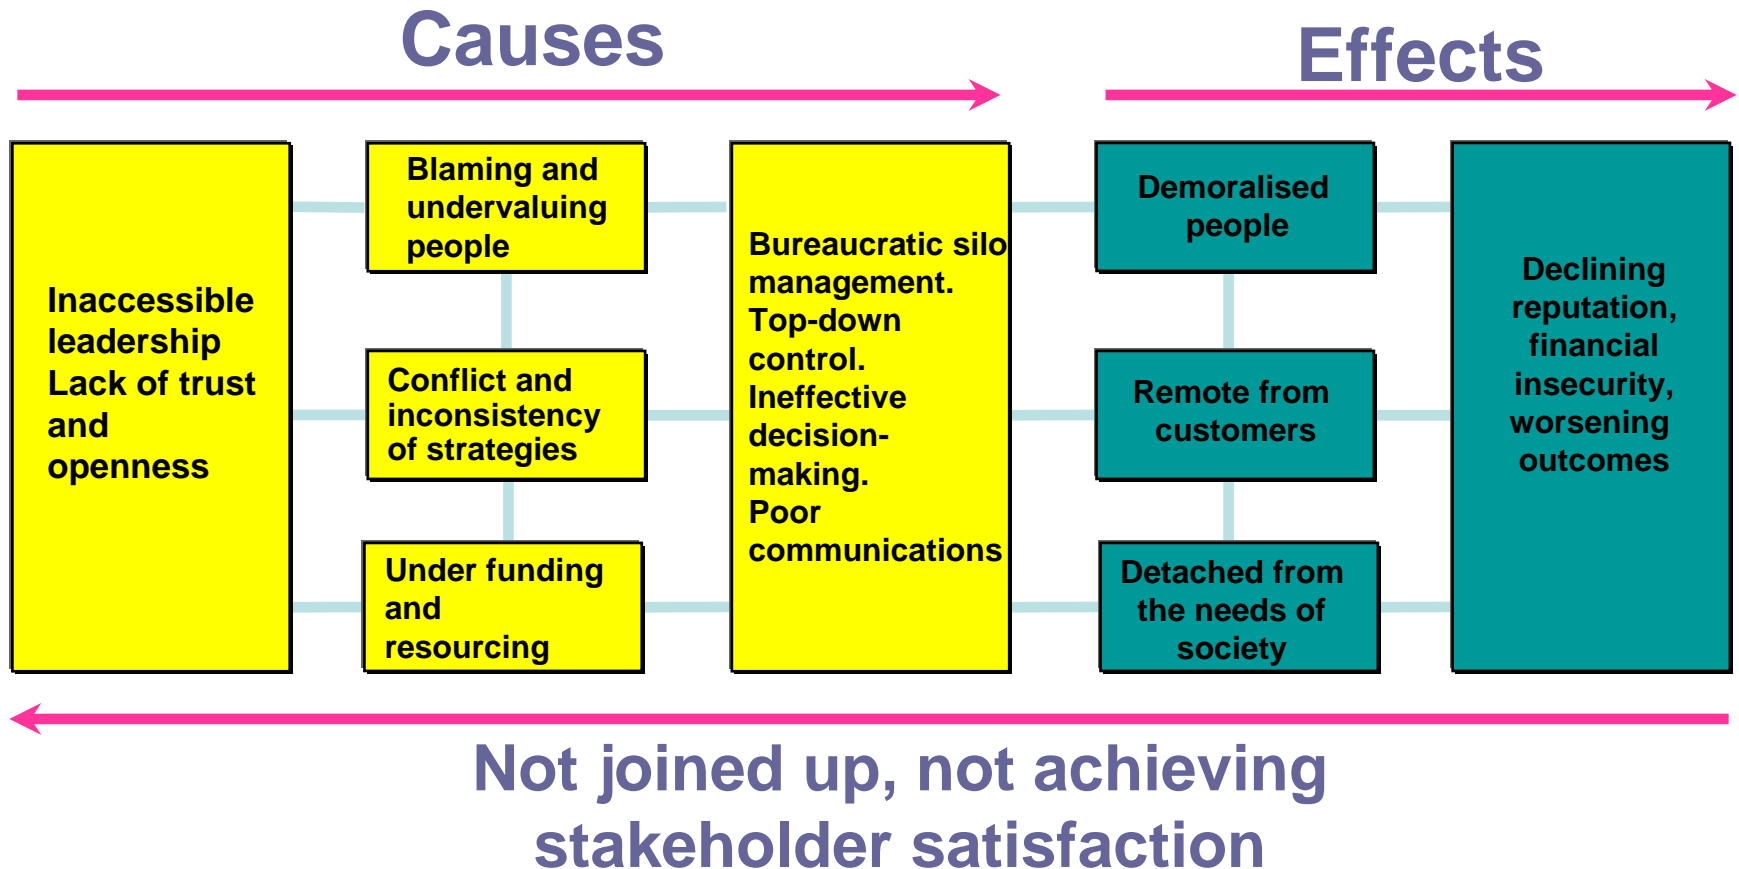 Causes
Effects
Inaccessible
leadership
Lack of trust
and
openness
Blaming and
undervaluing
people
Conflict and
inconsistency
of strategies
Under funding
and
resourcing
Bureaucratic silo
management.
Top-down
control.
Ineffective
decision-
making.
Poor
communications
Demoralised
people
Remote from
customers
Detached from
the needs of
society
Declining
reputation,
financial
insecurity,
worsening
outcomes
Not joined up, not achieving
stakeholder satisfaction